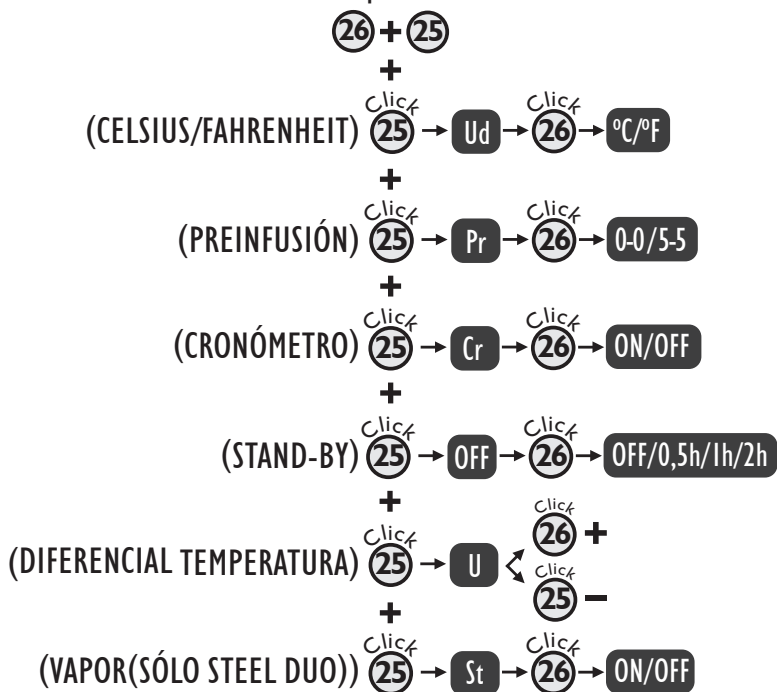 26 + 25
+
Click Click
(CELSIUS/FAHRENHEIT) 25 → Ud → 26 → ºC/ºF
+
Click Click
(PREINFUSIÓN) 25 → Pr → 26 → 0-0/5-5
+
Click Click
(CRONÓMETRO) 25 → Cr → 26 → ON/OFF
+
Click Click
(STAND-BY) 25 → OFF → 26 → OFF/0,5h/1h/2h
+
Click
26 +
Click
(DIFERENCIAL TEMPERATURA) 25 → U
Click
25 −
+
Click Click
(VAPOR(SÓLO STEEL DUO)) 25 → St → 26 → ON/OFF